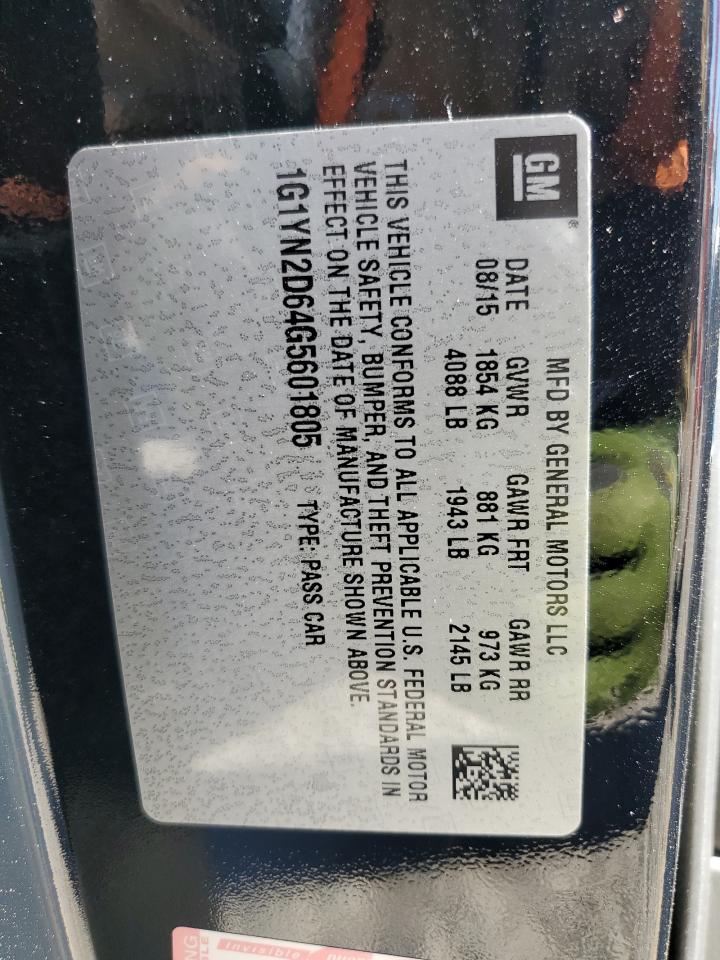 GM®
MFD BY GENERAL MOTORS LLC
DATE GVWR GAWR FRT GAWR RR
08/15 1854 KG 881 KG 973 KG
4088 LB 1943 LB 2145 LB
THIS VEHICLE CONFORMS TO ALL APPLICABLE U.S. FEDERAL MOTOR
VEHICLE SAFETY, BUMPER, AND THEFT PREVENTION STANDARDS IN
EFFECT ON THE DATE OF MANUFACTURE SHOWN ABOVE.
1G1YN2D64G5601805 TYPE: PASS CAR
Invisible